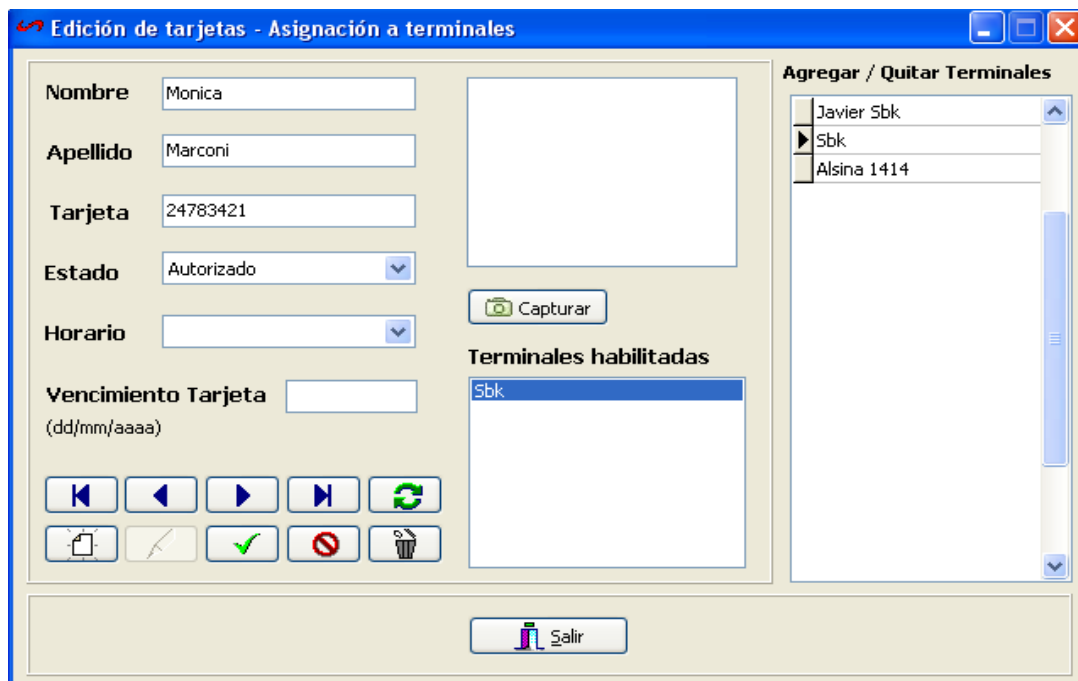 Edición de tarjetas - Asignación a terminales
Nombre
Monica
Apellido
Marconi
Tarjeta
24783421
Estado
Autorizado
Horario
Vencimiento Tarjeta
(dd/mm/aaaa)
Capturar
Terminales habilitadas
Sbk
Agregar / Quitar Terminales
Javier Sbk
Sbk
Alsina 1414
Salir